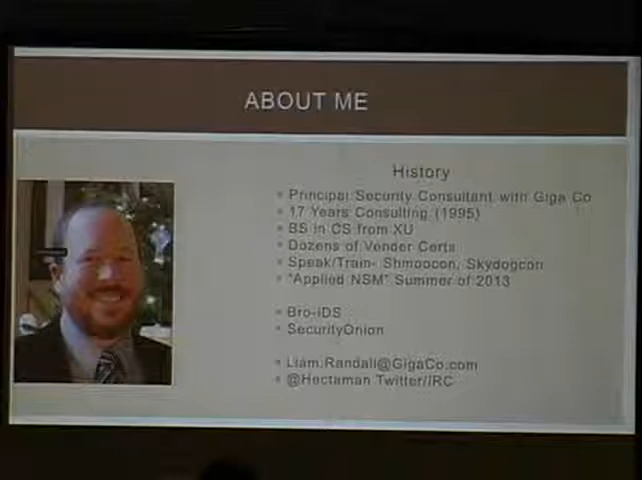 ABOUT ME
History
Principal Security Consultant with Giga Co
17 Years Consulting (1995)
BS in CS from XU
Dozens of Vender Certs
Speak/Train- Shmoocon, Skydogcon
"Applied NSM" Summer of 2013
Bro-IDS
SecurityOnion
Liam.Randall@GigaCo.com
@Hectaman Twitter/IRC